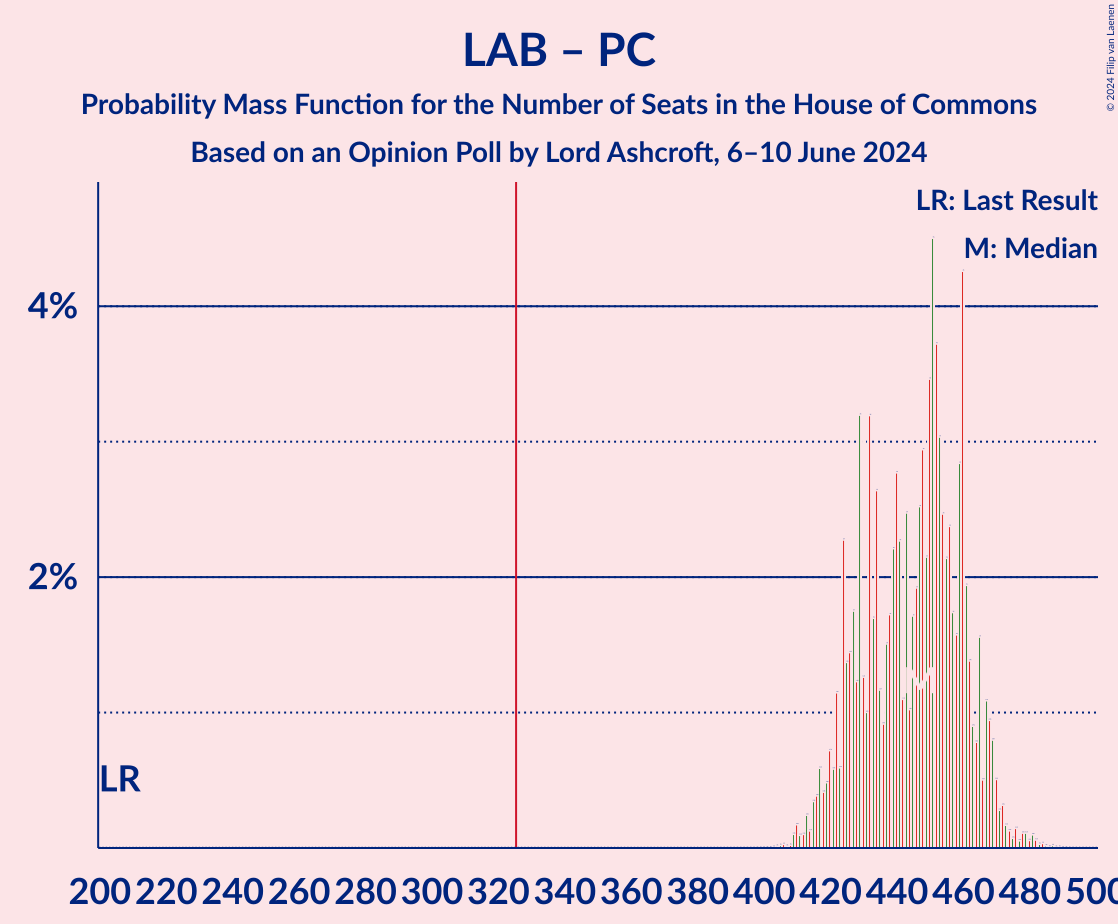 LAB – PC
Probability Mass Function for the Number of Seats in the House of Commons
Based on an Opinion Poll by Lord Ashcroft, 6–10 June 2024
© 2024 Filip van Laenen
LR: Last Result
M: Median
4%
2%
LR
200 220 240 260 280 300 320 340 360 380 400 420 440 460 480 500